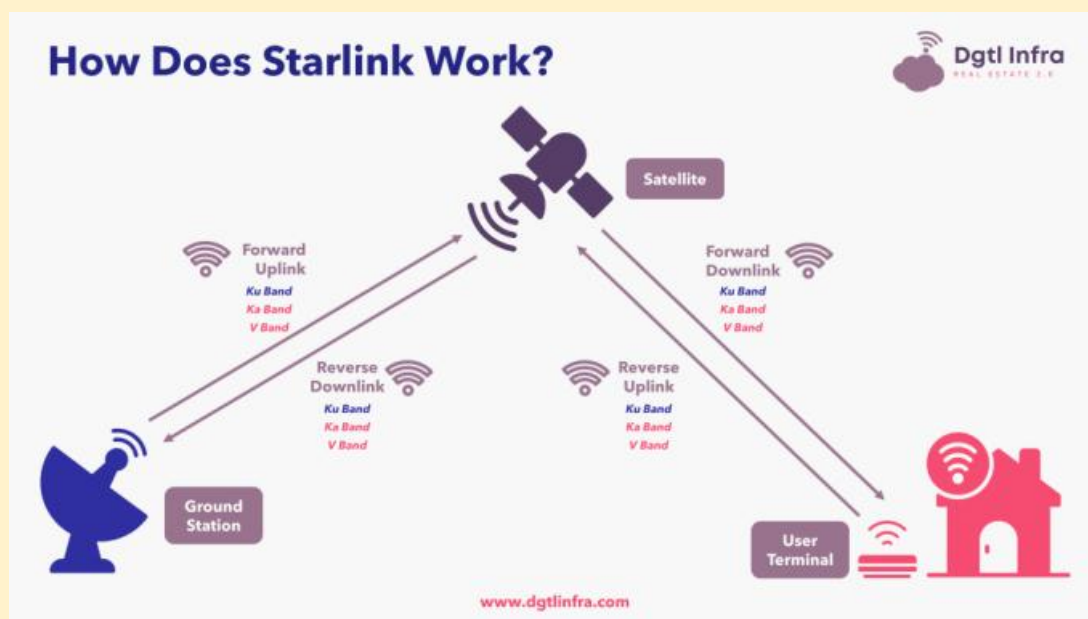 How Does Starlink Work?
Dgtl Infra
REAL ESTATE 2.0
Satellite
Forward
Uplink
Ku Band
Ka Band
V Band
Forward
Downlink
Ku Band
Ka Band
V Band
Reverse
Downlink
Ku Band
Ka Band
V Band
Reverse
Uplink
Ku Band
Ka Band
V Band
Ground
Station
User
Terminal
www.dgtlinfra.com